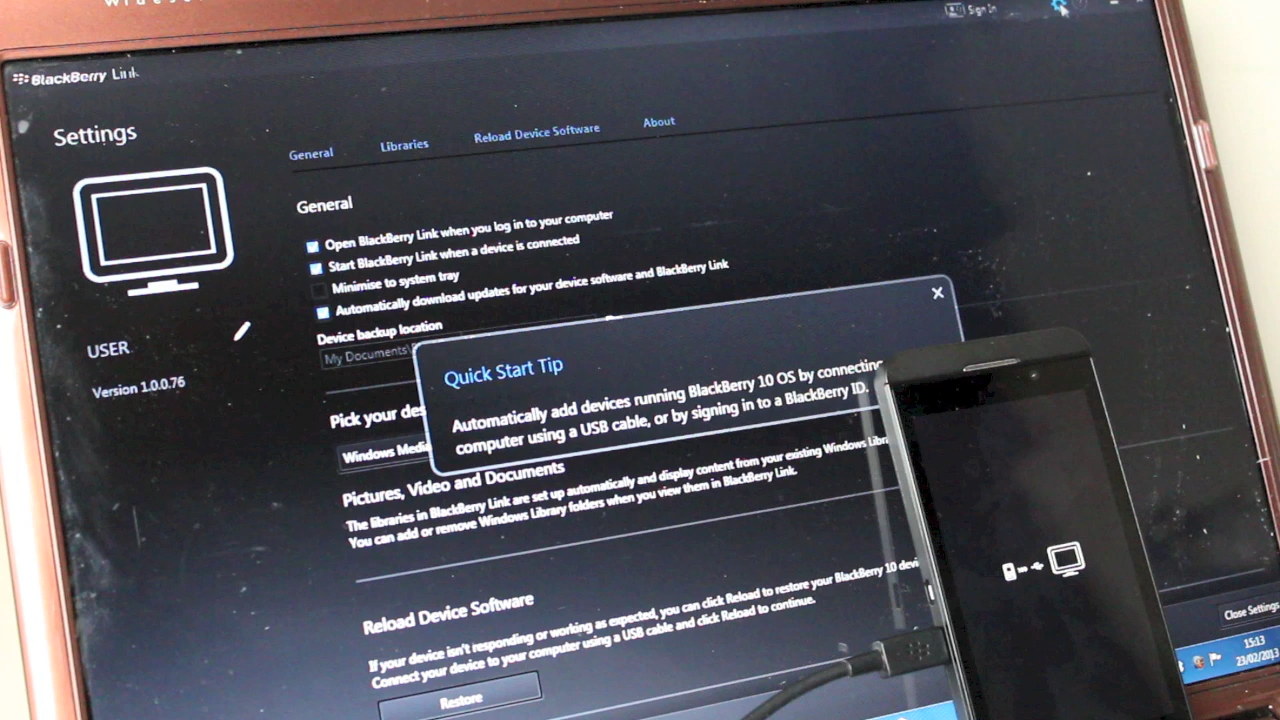 Sign In
BlackBerry Link
Settings
General
Libraries
Reload Device Software
About
General
Open BlackBerry Link when you log in to your computer
Start BlackBerry Link when a device is connected
Minimise to system tray
Automatically download updates for your device software and BlackBerry Link
Device backup location
My Documents\
USER
Version 1.0.0.76
Quick Start Tip
Automatically add devices running BlackBerry 10 OS by connecting
computer using a USB cable, or by signing in to a BlackBerry ID.
Pick your des
Windows Medi
Pictures, Video and Documents
The libraries in BlackBerry Link are set up automatically and display content from your existing Windows Libra
You can add or remove Windows Library folders when you view them in BlackBerry Link.
Reload Device Software
If your device isn't responding or working as expected, you can click Reload to restore your BlackBerry 10 devi
Connect your device to your computer using a USB cable and click Reload to continue.
Restore
Close Settings
15:13
23/02/2013